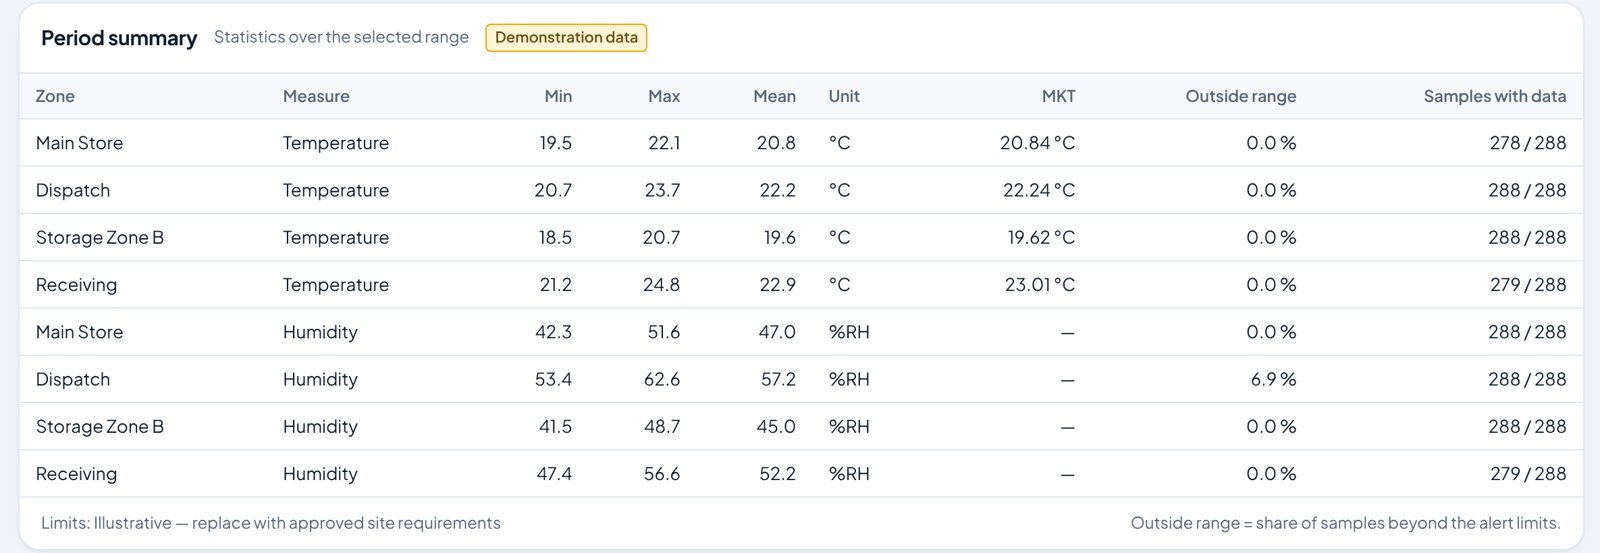 Period summary Statistics over the selected range Demonstration data
Zone Measure Min Max Mean Unit MKT Outside range Samples with data
Main Store Temperature 19.5 22.1 20.8 °C 20.84 °C 0.0 % 278 / 288
Dispatch Temperature 20.7 23.7 22.2 °C 22.24 °C 0.0 % 288 / 288
Storage Zone B Temperature 18.5 20.7 19.6 °C 19.62 °C 0.0 % 288 / 288
Receiving Temperature 21.2 24.8 22.9 °C 23.01 °C 0.0 % 279 / 288
Main Store Humidity 42.3 51.6 47.0 %RH — 0.0 % 288 / 288
Dispatch Humidity 53.4 62.6 57.2 %RH — 6.9 % 288 / 288
Storage Zone B Humidity 41.5 48.7 45.0 %RH — 0.0 % 288 / 288
Receiving Humidity 47.4 56.6 52.2 %RH — 0.0 % 279 / 288
Limits: Illustrative — replace with approved site requirements Outside range = share of samples beyond the alert limits.